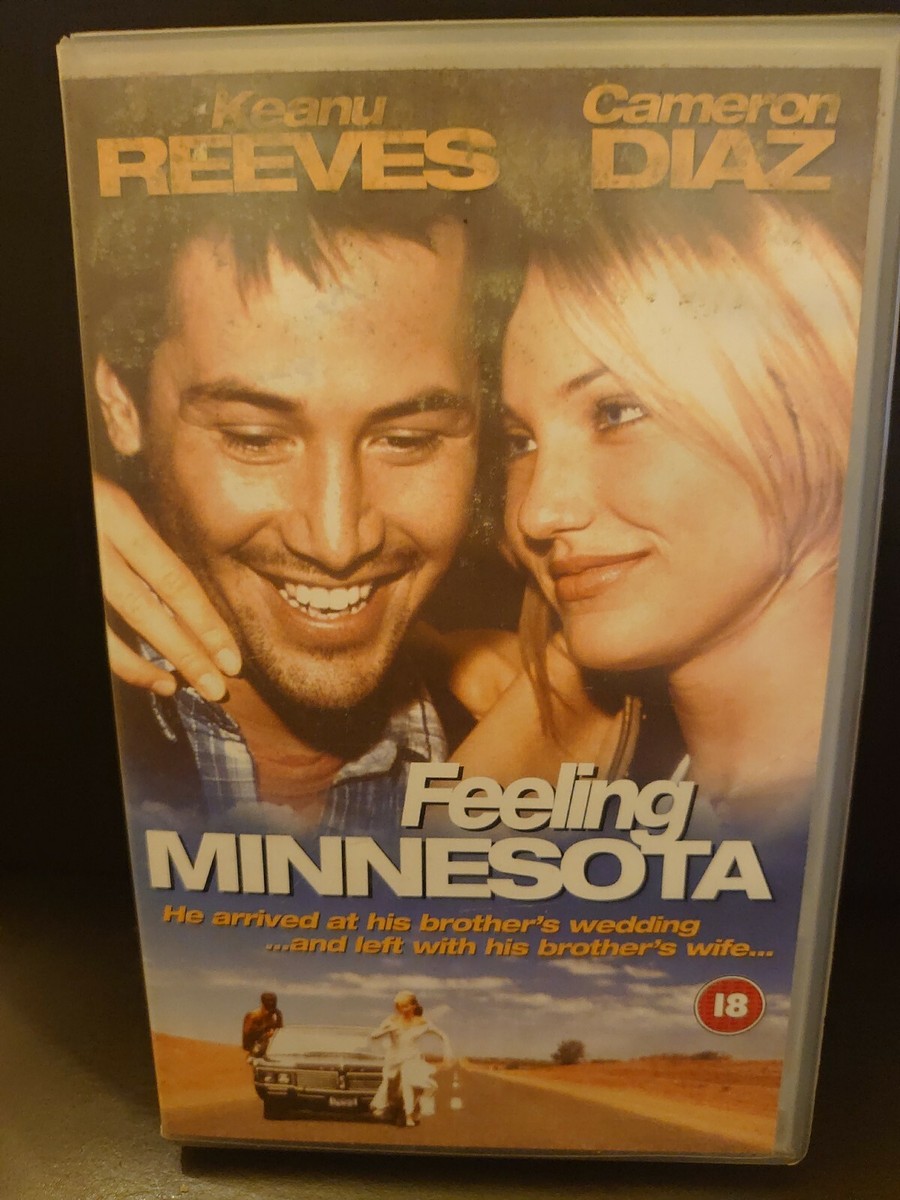 Keanu Cameron
REEVES DIAZ
Feeling
MINNESOTA
He arrived at his brother's wedding
...and left with his brother's wife...
18